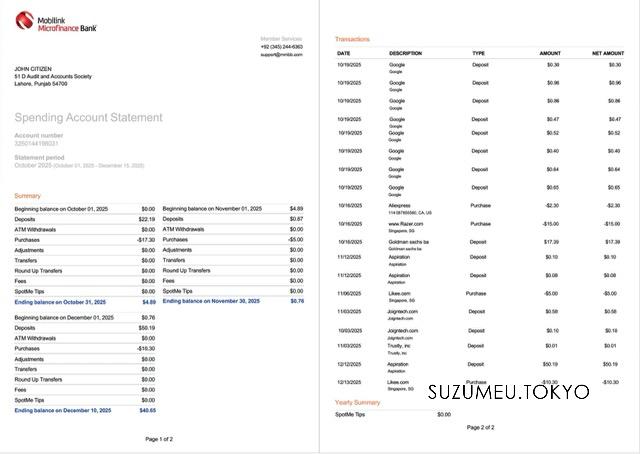 Mobilink
Microfinance Bank
Member Services
+92 (345) 244-6363
support@mmbb.com
JOHN CITIZEN
51 D Audit and Accounts Society
Lahore, Punjab 54700
Spending Account Statement
Account number
3250144198031
Statement period
October 2025 (October 01, 2025 - December 15, 2025)
Summary
Beginning balance on October 01, 2025 $0.00
Deposits $22.19
ATM Withdrawals $0.00
Purchases -$17.30
Adjustments $0.00
Transfers $0.00
Round Up Transfers $0.00
Fees $0.00
SpotMe Tips $0.00
Ending balance on October 31, 2025 $4.89
Beginning balance on November 01, 2025 $4.89
Deposits $0.87
ATM Withdrawals $0.00
Purchases -$5.00
Adjustments $0.00
Transfers $0.00
Round Up Transfers $0.00
Fees $0.00
SpotMe Tips $0.00
Ending balance on November 30, 2025 $0.76
Beginning balance on December 01, 2025 $0.76
Deposits $50.19
ATM Withdrawals $0.00
Purchases -$10.30
Adjustments $0.00
Transfers $0.00
Round Up Transfers $0.00
Fees $0.00
SpotMe Tips $0.00
Ending balance on December 10, 2025 $40.65
Page 1 of 2
Transactions
DATE DESCRIPTION TYPE AMOUNT NET AMOUNT
10/19/2025 Google Deposit $0.30 $0.30
Google
10/19/2025 Google Deposit $0.96 $0.96
Google
10/19/2025 Google Deposit $0.86 $0.86
Google
10/19/2025 Google Deposit $0.47 $0.47
Google
10/19/2025 Google Deposit $0.52 $0.52
Google
10/19/2025 Google Deposit $0.40 $0.40
Google
10/19/2025 Google Deposit $0.64 $0.64
Google
10/19/2025 Google Deposit $0.65 $0.65
Google
10/16/2025 Aliexpress Purchase -$2.30 -$2.30
CA, US
10/16/2025 www.Razer.com Purchase -$15.00 -$15.00
Singapore, SG
10/16/2025 Goldman sachs ba Deposit $17.39 $17.39
Goldman sachs ba
11/12/2025 Aspiration Deposit $0.10 $0.10
Aspiration
11/12/2025 Aspiration Deposit $0.08 $0.08
Aspiration
11/06/2025 Likee.com Purchase -$5.00 -$5.00
Singapore, SG
11/03/2025 Joigntech.com Deposit $0.58 $0.58
Joigntech.com
10/03/2025 Joigntech.com Deposit $0.10 $0.18
Joigntech.com
11/03/2025 Trustly, inc Deposit $0.01 $0.01
Trustly, inc
12/12/2025 Aspiration Deposit $50.19 $50.19
Aspiration
12/13/2025 Likes.com Purchase -$10.30 -$10.30
Singapore, SG
SUZUMEU.TOKYO
Yearly Summary
SpotMe Tips $0.00
Page 2 of 2